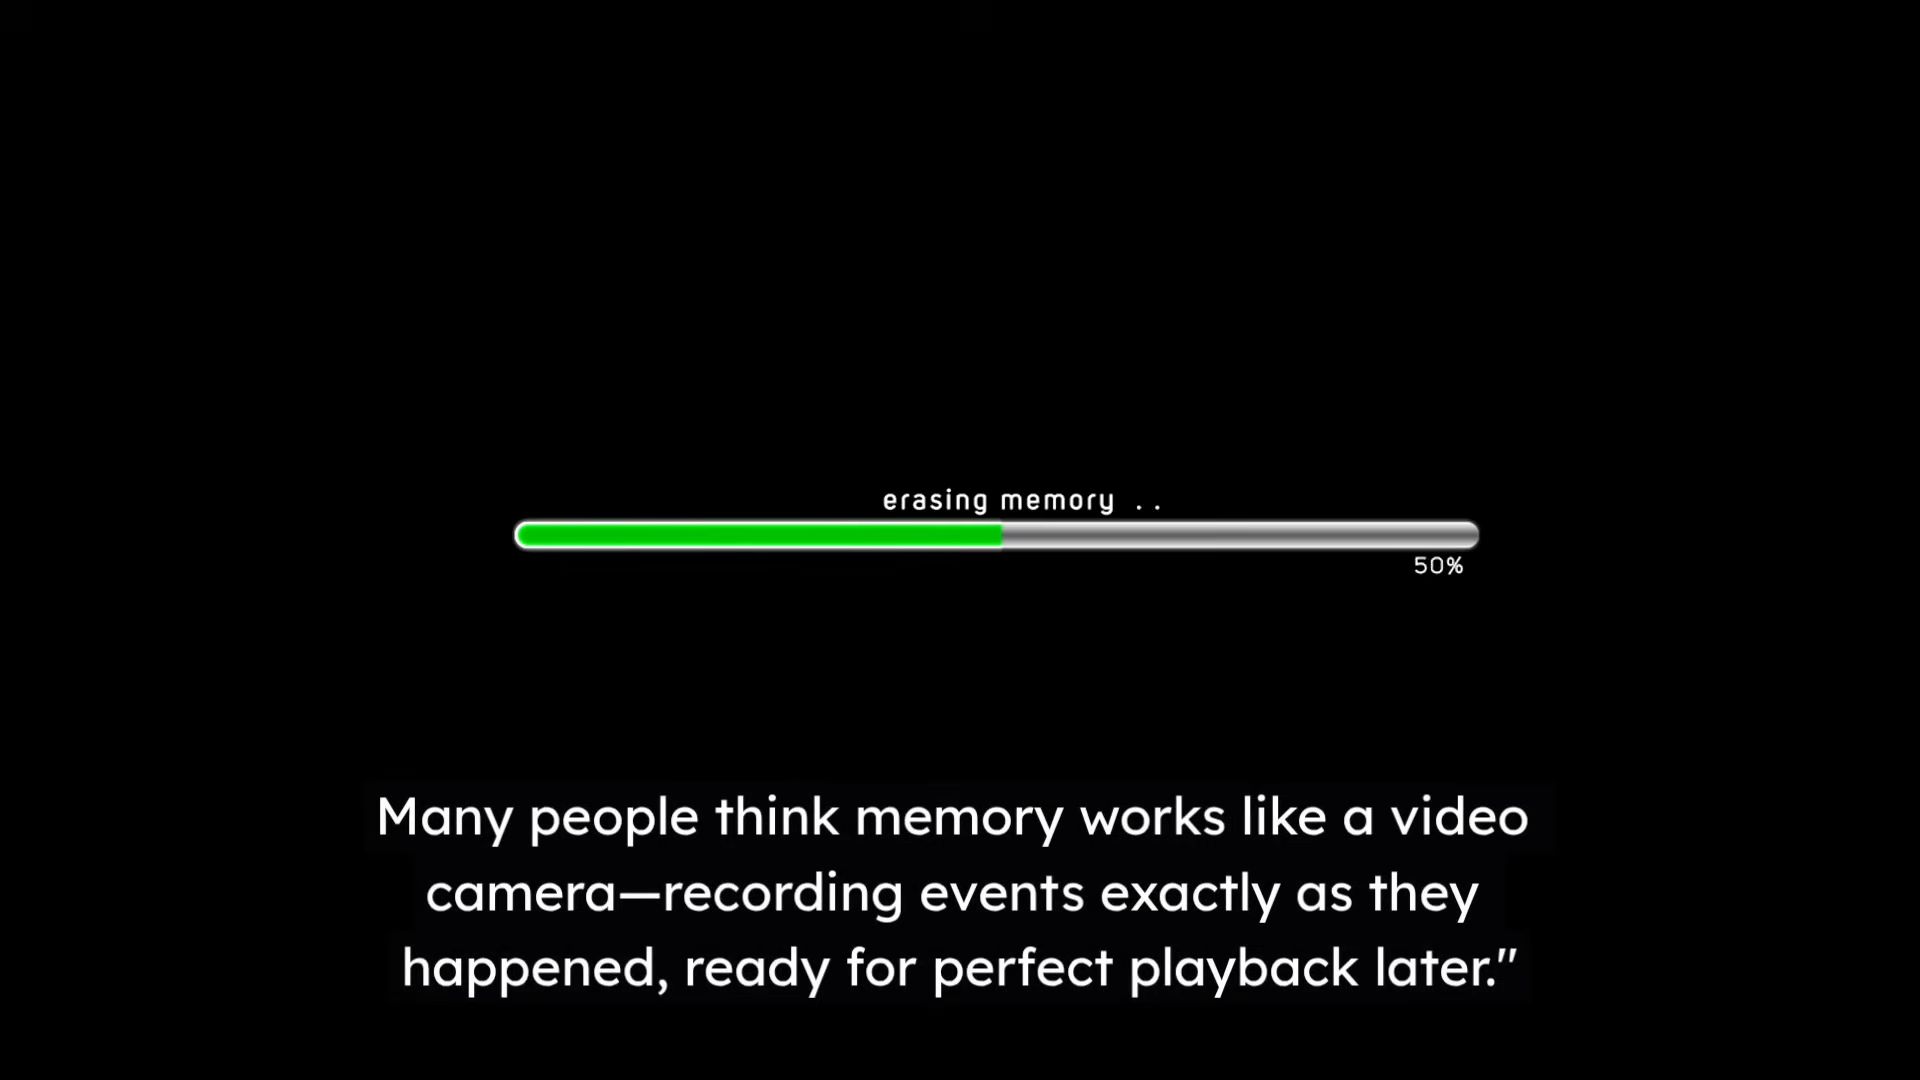 erasing memory . .
50%
Many people think memory works like a video
camera—recording events exactly as they
happened, ready for perfect playback later."